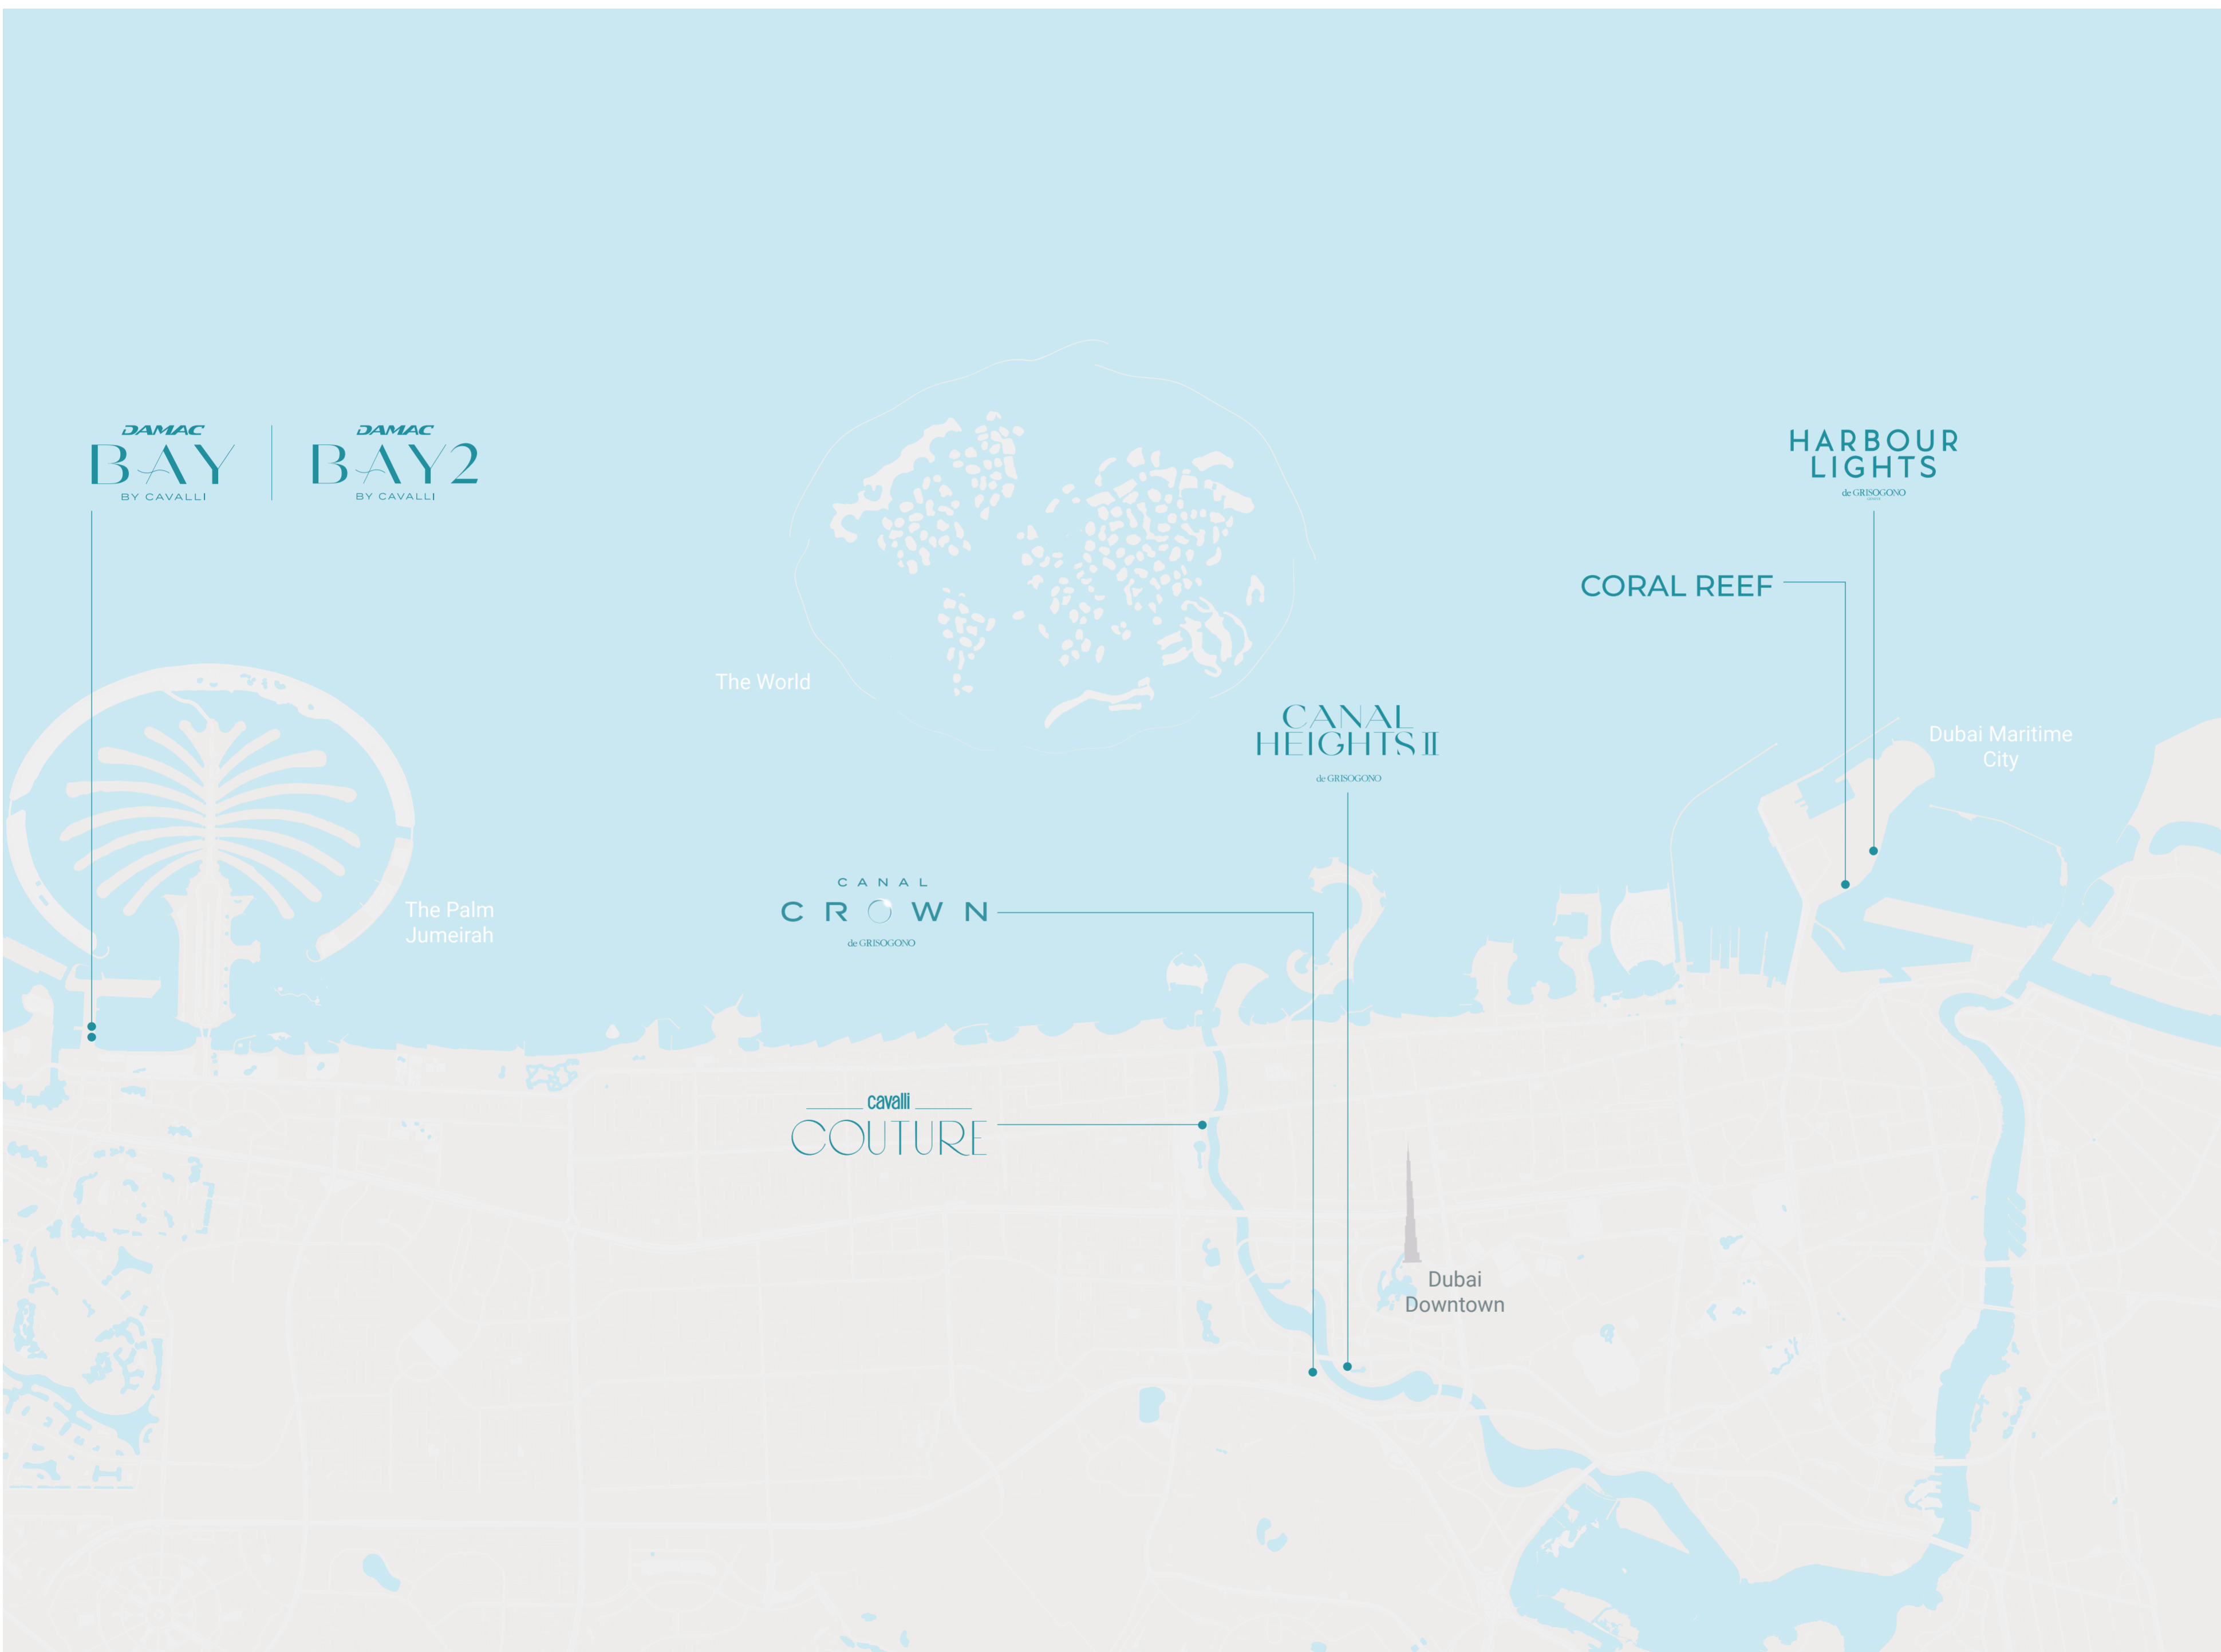 DAMAC
BAY
BY CAVALLI
DAMAC
BAY2
BY CAVALLI
HARBOUR
LIGHTS
de GRISOGONO
CORAL REEF
The World
CANAL
HEIGHTS II
de GRISOGONO
Dubai Maritime
City
CANAL
CROWN
de GRISOGONO
The Palm
Jumeirah
cavalli
COUTURE
Dubai
Downtown